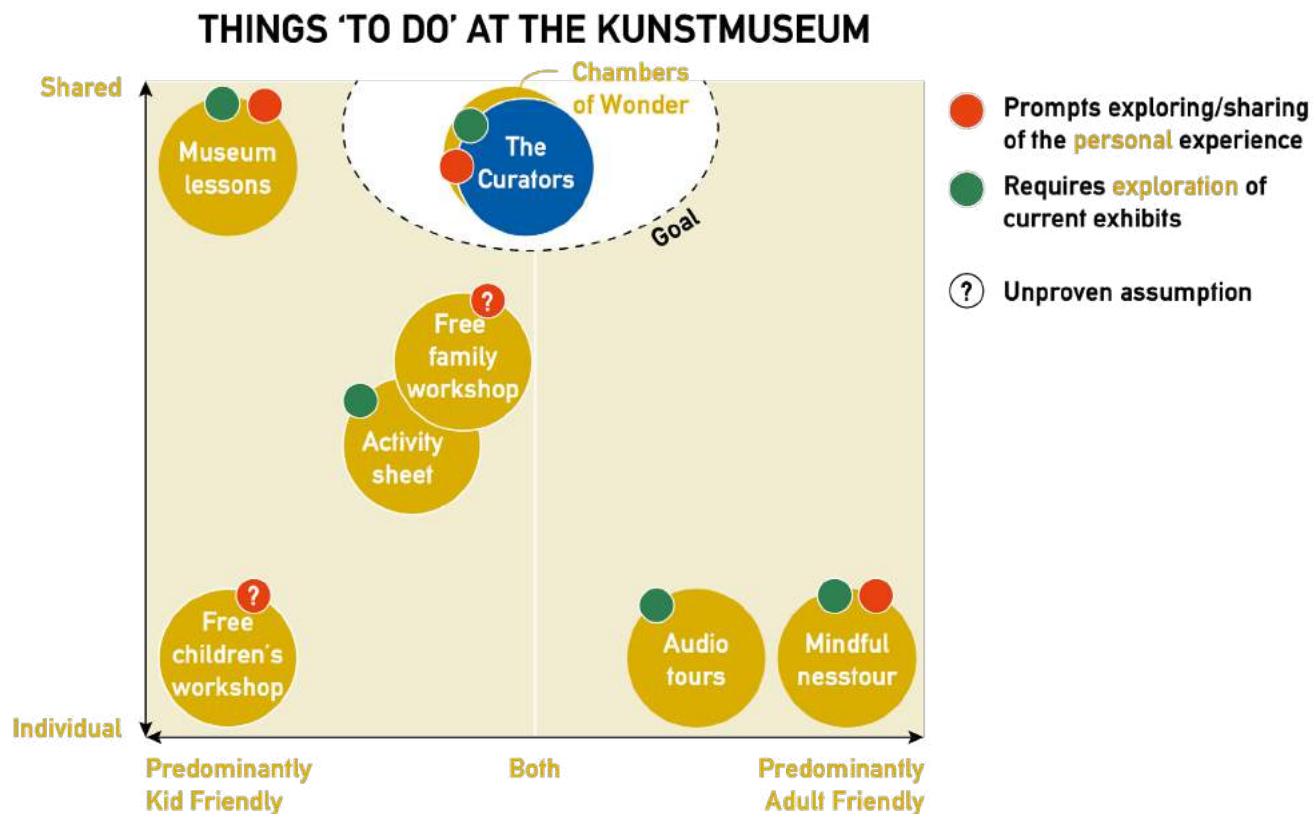 THINGS ‘TO DO’ AT THE KUNSTMUSEUM
Shared
Chambers
of Wonder
Museum
lessons
The
Curators
Goal
Prompts exploring/sharing
of the personal experience
Requires exploration of
current exhibits
?
Unproven assumption
?
Free
family
workshop
Activity
sheet
?
Free
children's
workshop
Audio
tours
Mindful
nesstour
Individual
Predominantly
Kid Friendly
Both
Predominantly
Adult Friendly